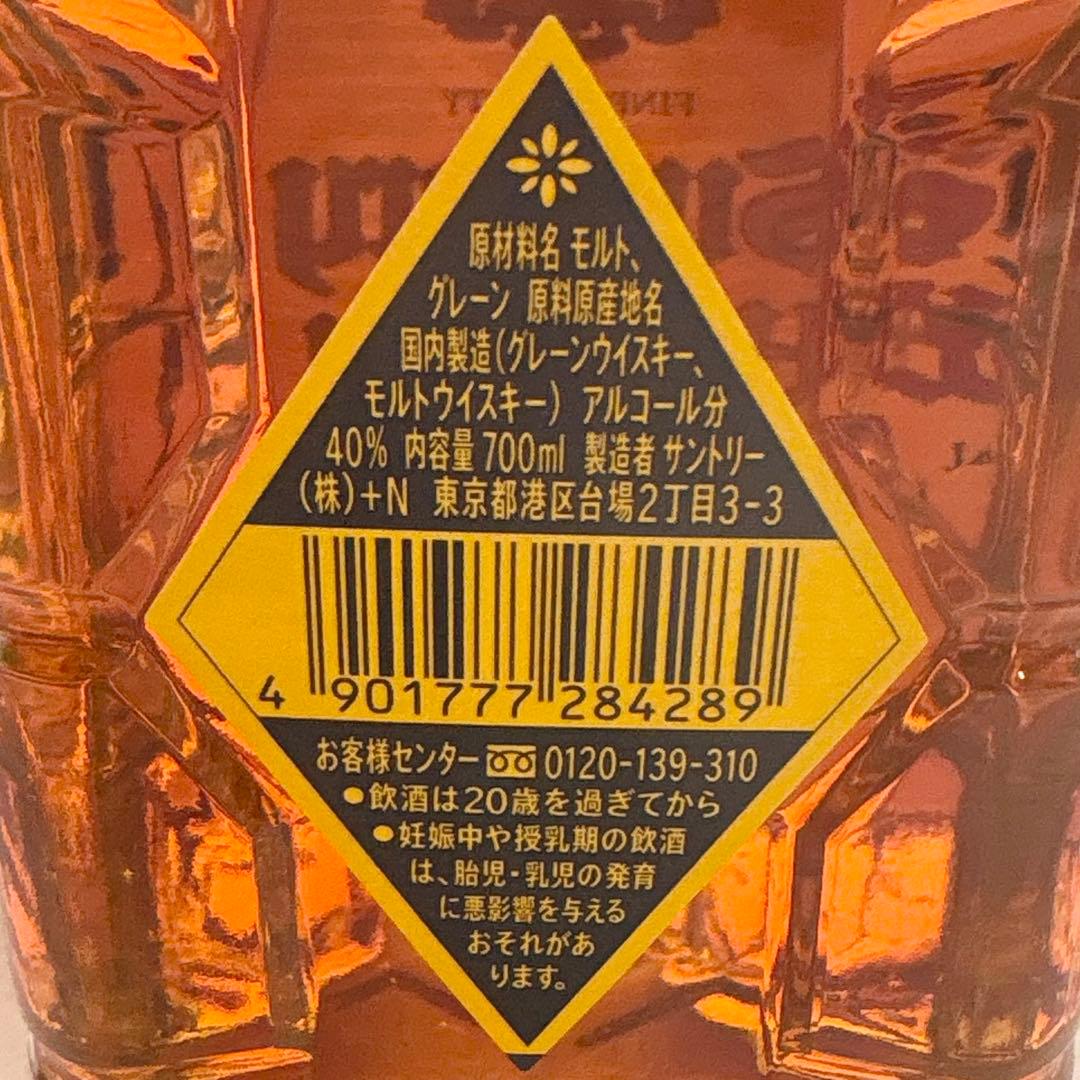 原材料名 モルト、
グレーン 原料原産地名
国内製造(グレーンウイスキー、
モルトウイスキー) アルコール分
40% 内容量 700ml 製造者 サントリー
(株)+N 東京都港区台場2丁目3-3
4 901777 284289
お客様センター 0120-139-310
●飲酒は20歳を過ぎてから
●妊娠中や授乳期の飲酒
は、胎児・乳児の発育
に悪影響を与える
おそれがあ
ります。